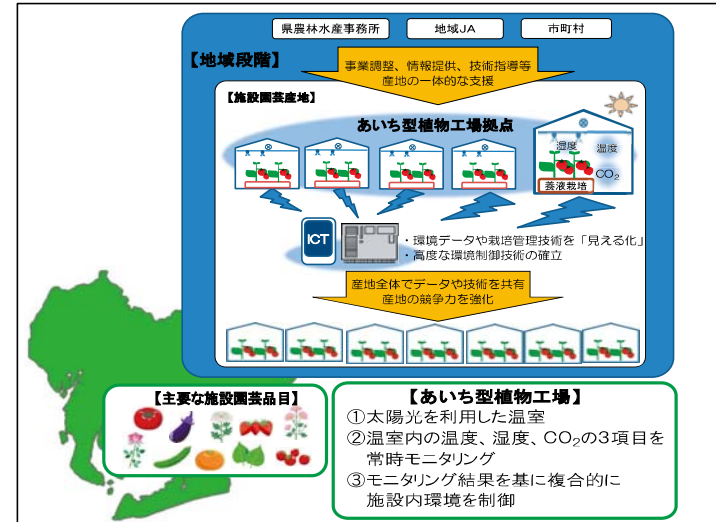 県農林水産事務所
地域JA
市町村
【地域段階】
事業調整、情報提供、技術指導等
産地の一体的な支援
【施設園芸産地】
あいち型植物工場拠点
湿度
温度
CO₂
養液栽培
ICT
・環境データや栽培管理技術を「見える化」
・高度な環境制御技術の確立
産地全体でデータや技術を共有
産地の競争力を強化
【主要な施設園芸品目】
【あいち型植物工場】
①太陽光を利用した温室
②温室内の温度、湿度、CO₂の3項目を
常時モニタリング
③モニタリング結果を基に複合的に
施設内環境を制御